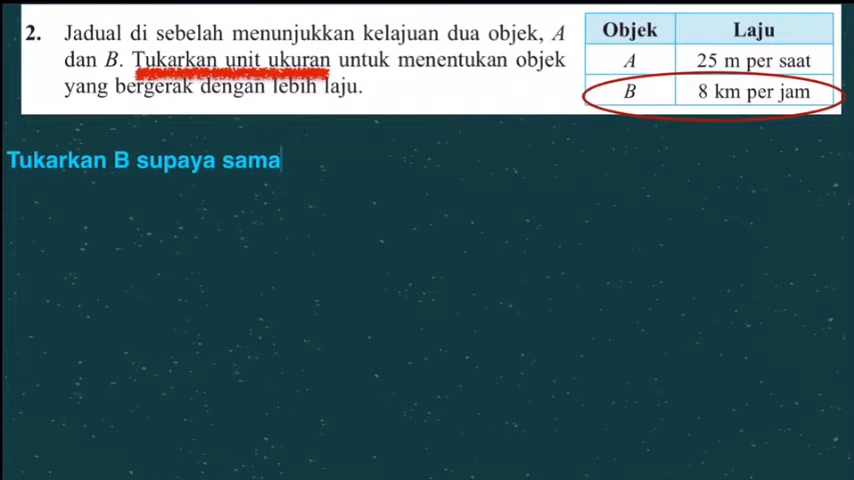 2. Jadual di sebelah menunjukkan kelajuan dua objek, A
dan B. Tukarkan unit ukuran untuk menentukan objek
yang bergerak dengan lebih laju.
Objek Laju
A 25 m per saat
B 8 km per jam
Tukarkan B supaya sama